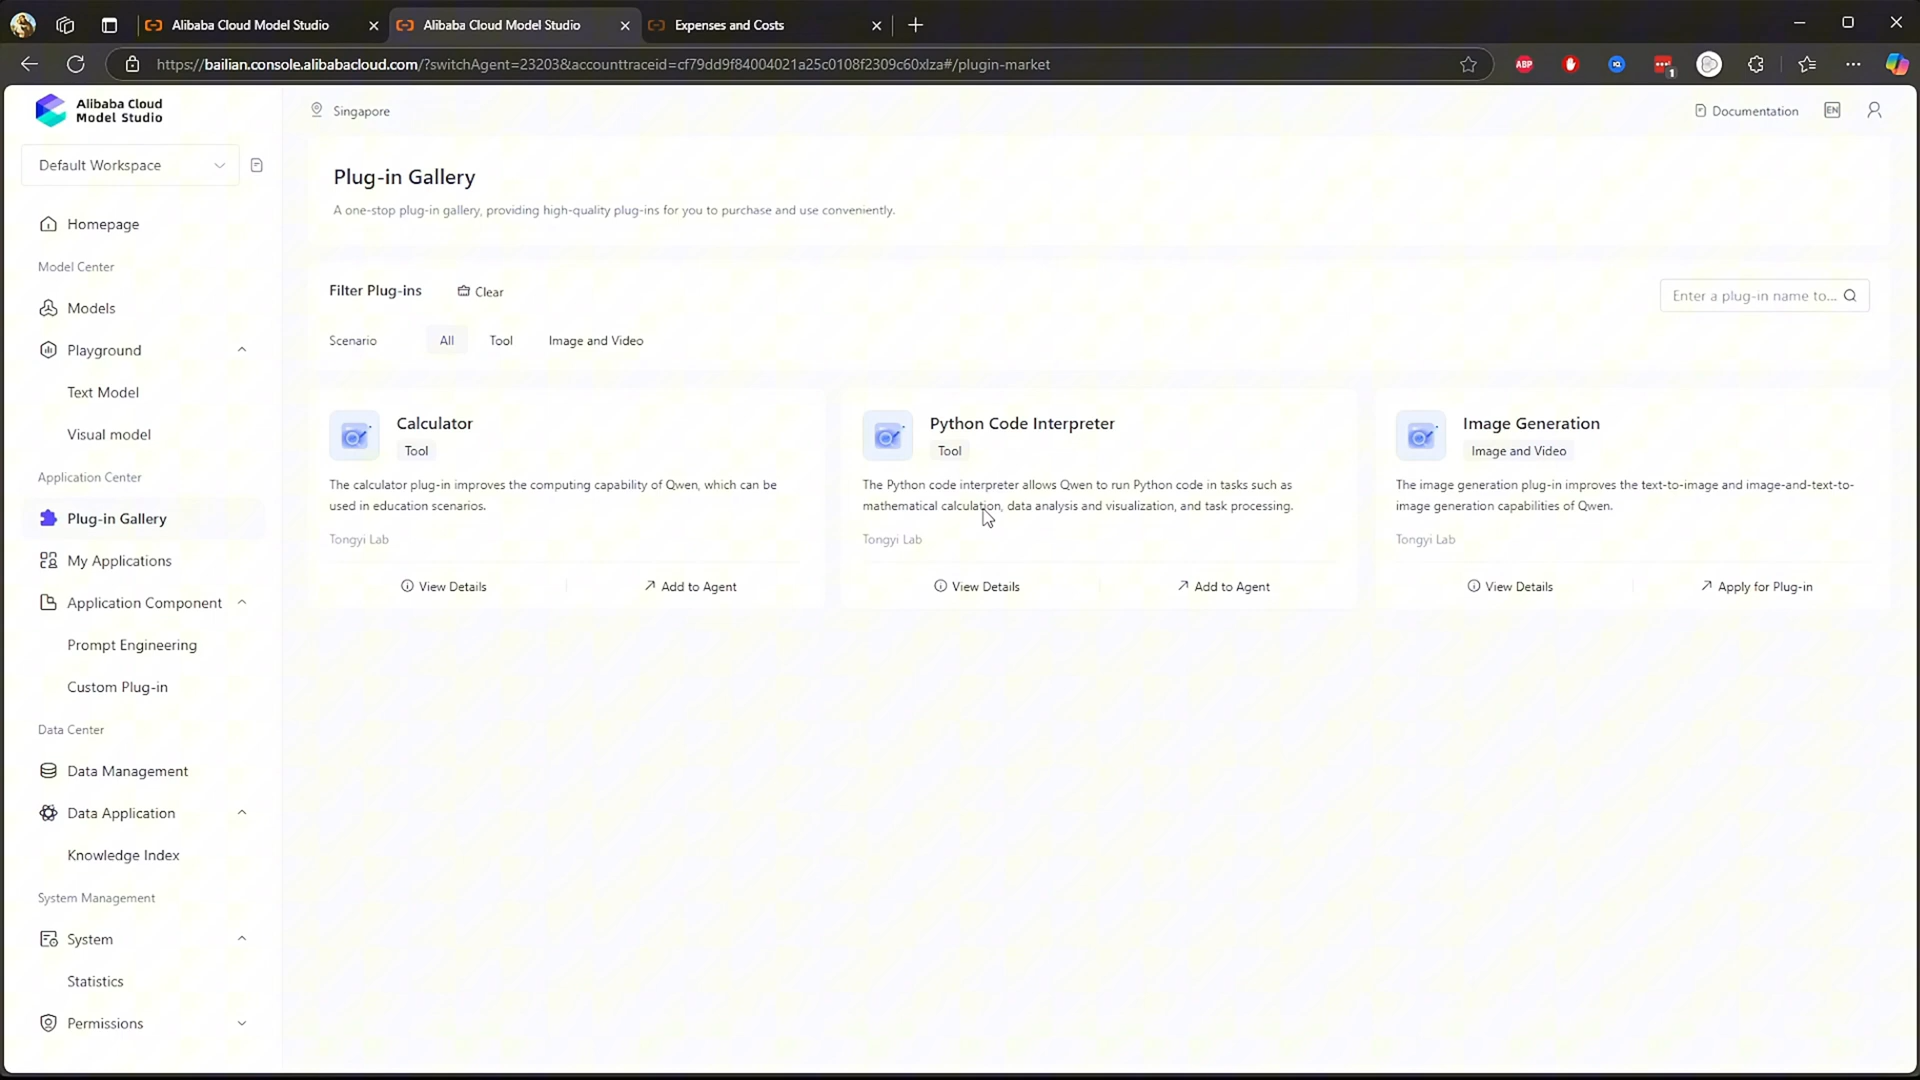 Alibaba Cloud Model Studio
Alibaba Cloud Model Studio
Expenses and Costs
https://bailian.console.alibabacloud.com/?switchAgent=23203&accounttraceid=cf79dd9f84004021a25c0108f2309c60xlza#/plugin-market
ABP
1
Alibaba Cloud
Model Studio
Singapore
Documentation
EN
Default Workspace
Homepage
Model Center
Models
Playground
Text Model
Visual model
Application Center
Plug-in Gallery
My Applications
Application Component
Prompt Engineering
Custom Plug-in
Data Center
Data Management
Data Application
Knowledge Index
System Management
System
Statistics
Permissions
Plug-in Gallery
A one-stop plug-in gallery, providing high-quality plug-ins for you to purchase and use conveniently.
Filter Plug-ins
Clear
Enter a plug-in name to...
Scenario
All
Tool
Image and Video
Calculator
Tool
The calculator plug-in improves the computing capability of Qwen, which can be
used in education scenarios.
Tongyi Lab
View Details
Add to Agent
Python Code Interpreter
Tool
The Python code interpreter allows Qwen to run Python code in tasks such as
mathematical calculation, data analysis and visualization, and task processing.
Tongyi Lab
View Details
Add to Agent
Image Generation
Image and Video
The image generation plug-in improves the text-to-image and image-and-text-to-
image generation capabilities of Qwen.
Tongyi Lab
View Details
Apply for Plug-in